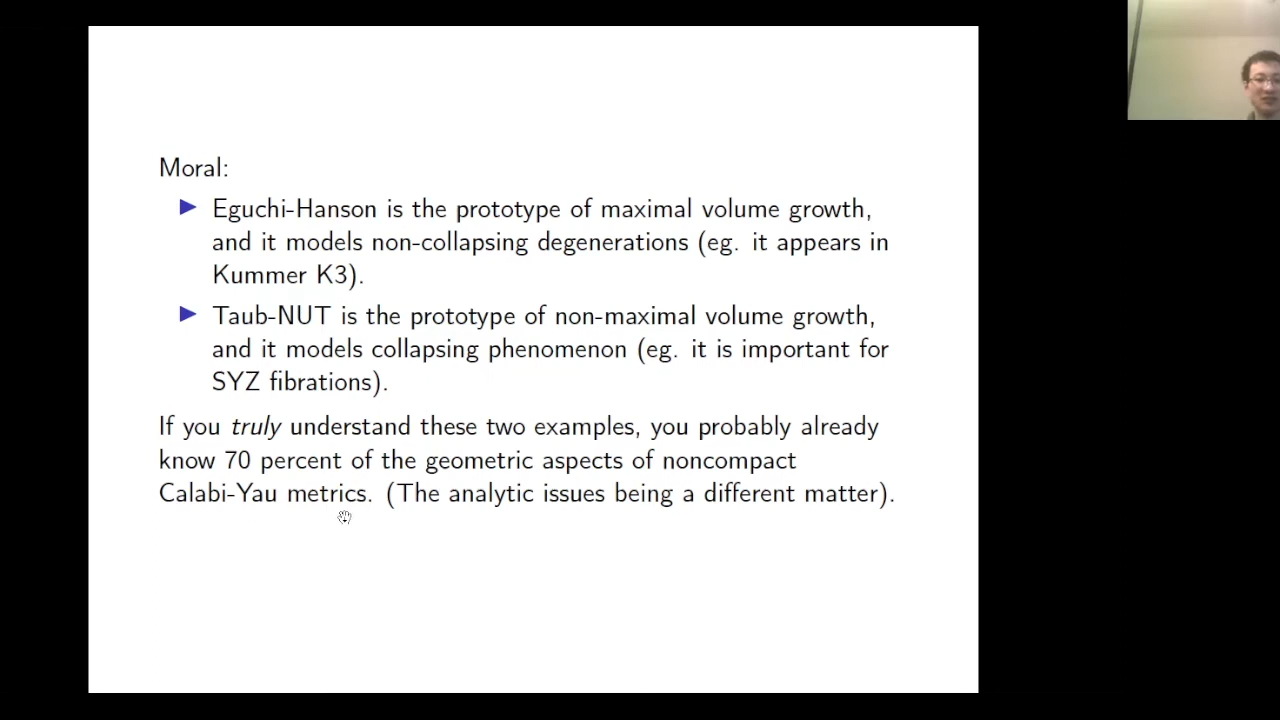 Moral:
▶ Eguchi-Hanson is the prototype of maximal volume growth,
and it models non-collapsing degenerations (eg. it appears in
Kummer K3).
▶ Taub-NUT is the prototype of non-maximal volume growth,
and it models collapsing phenomenon (eg. it is important for
SYZ fibrations).
If you truly understand these two examples, you probably already
know 70 percent of the geometric aspects of noncompact
Calabi-Yau metrics. (The analytic issues being a different matter).